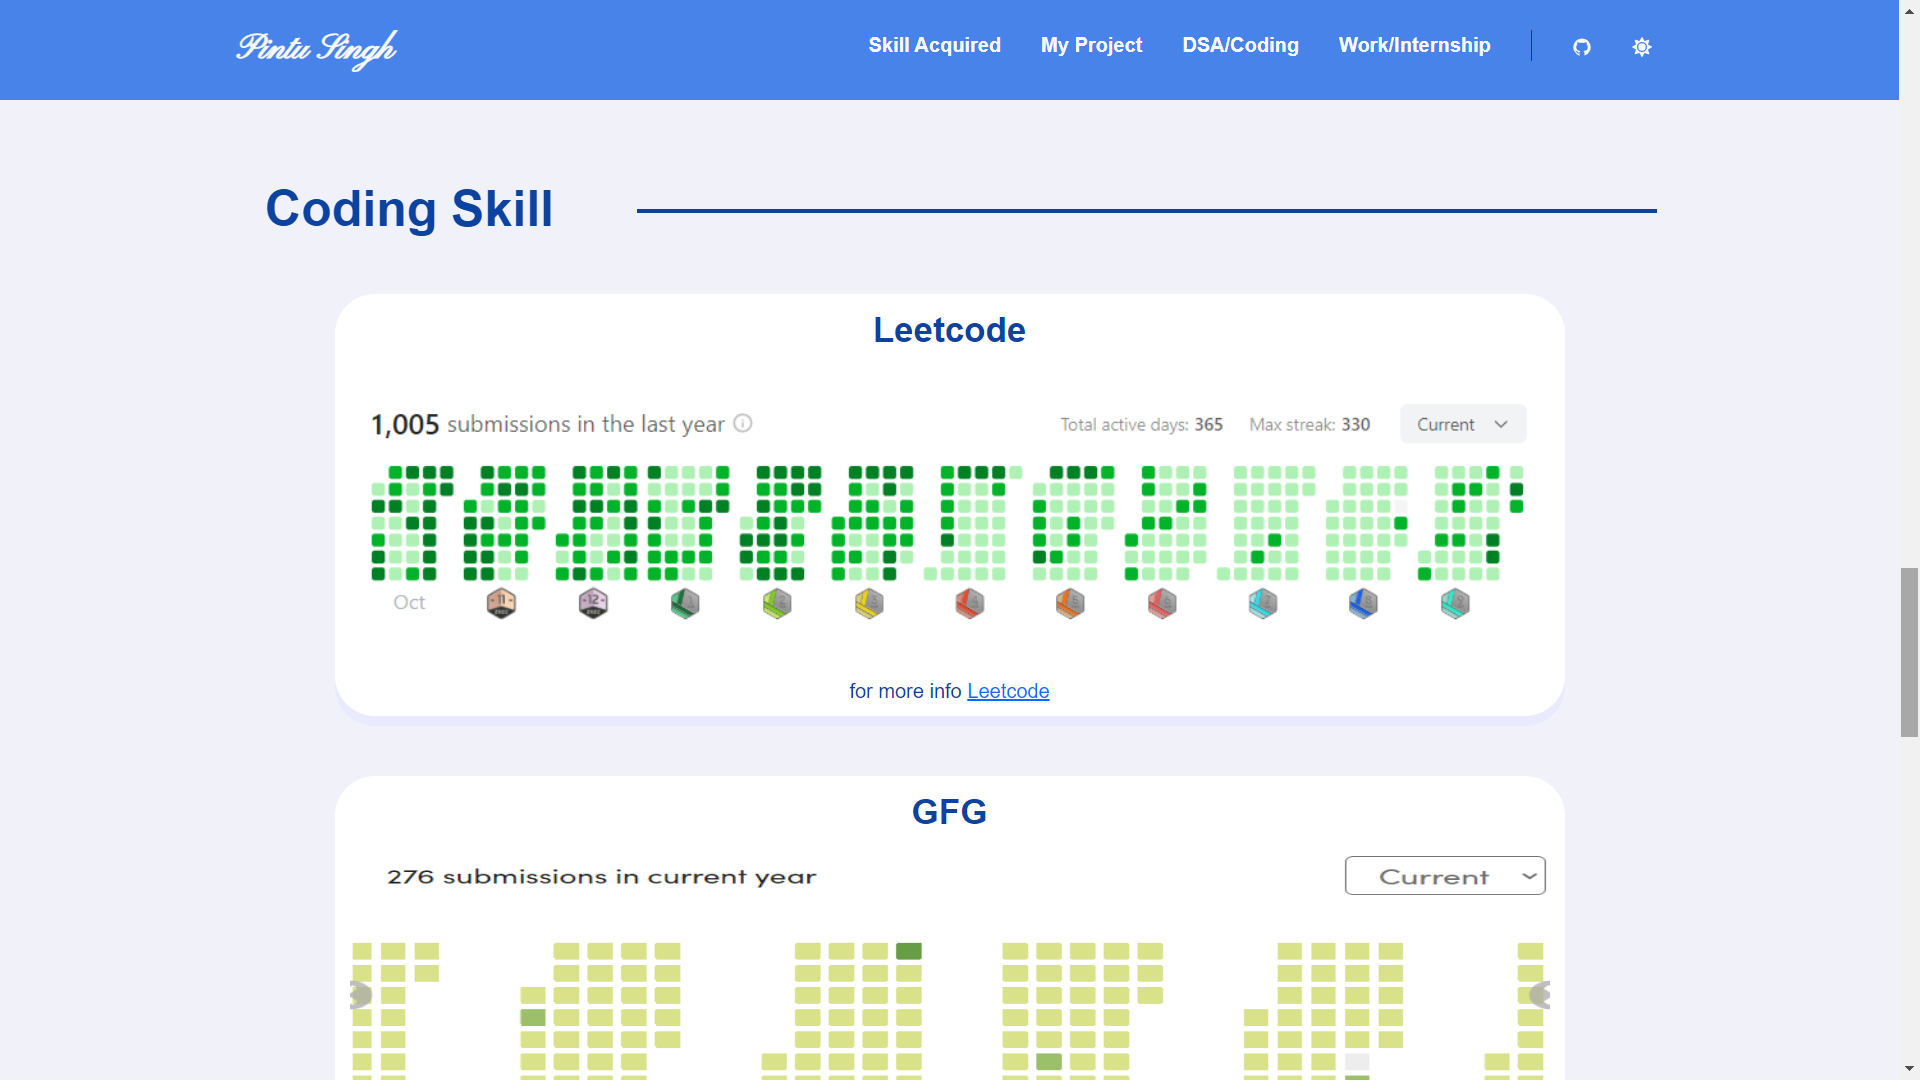 Pintu Singh
Skill Acquired
My Project
DSA/Coding
Work/Internship
Coding Skill
Leetcode
1,005 submissions in the last year
Total active days: 365
Max streak: 330
Current
Oct
11
12
for more info Leetcode
GFG
276 submissions in current year
Current